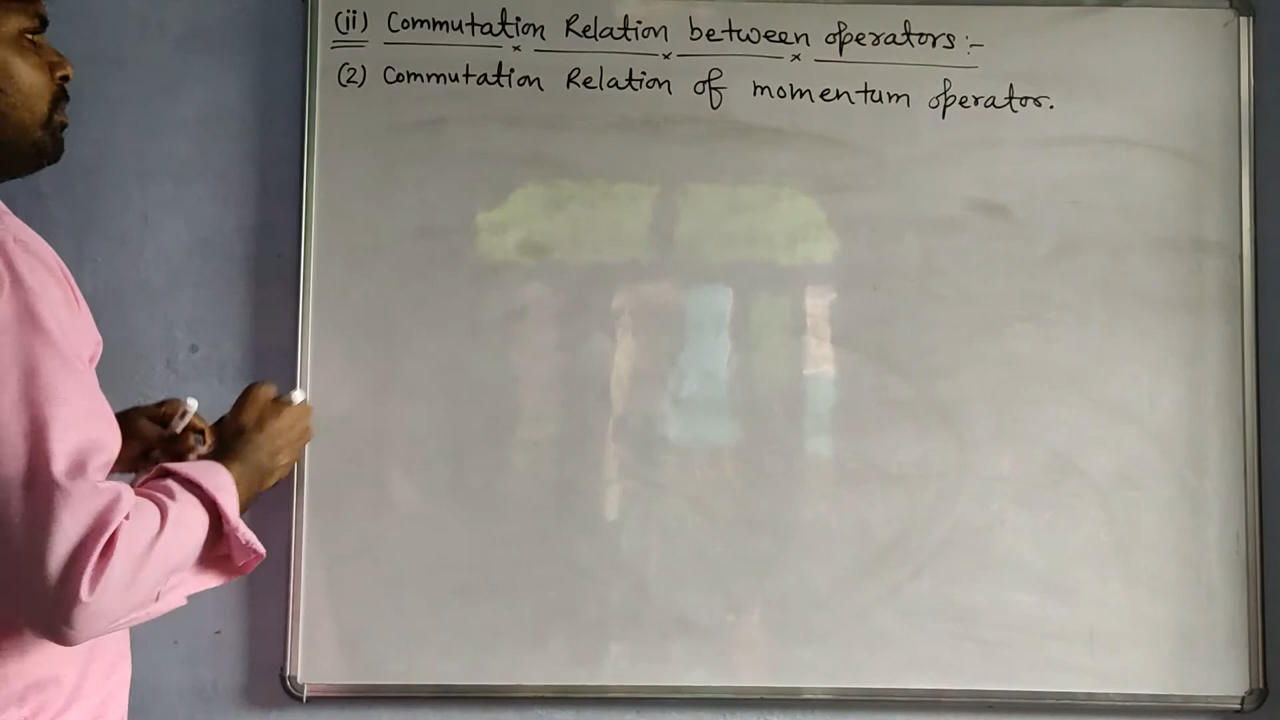 (ii) Commutation Relation between operators:-
(2) Commutation Relation of momentum operator.